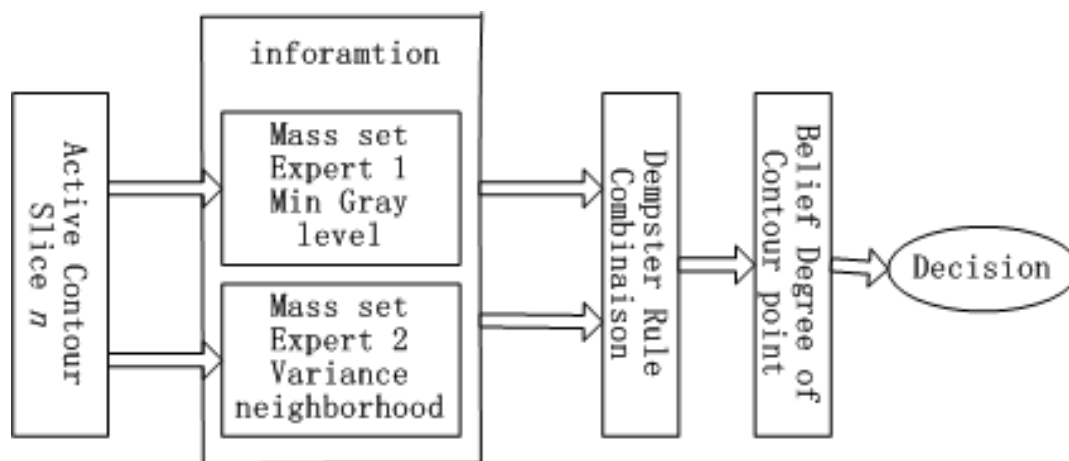 Active Contour
Slice n
inforamtion
Mass set
Expert 1
Min Gray
level
Mass set
Expert 2
Variance
neighborhood
Dempster Rule
Combinaison
Belief Degree of
Contour point
Decision